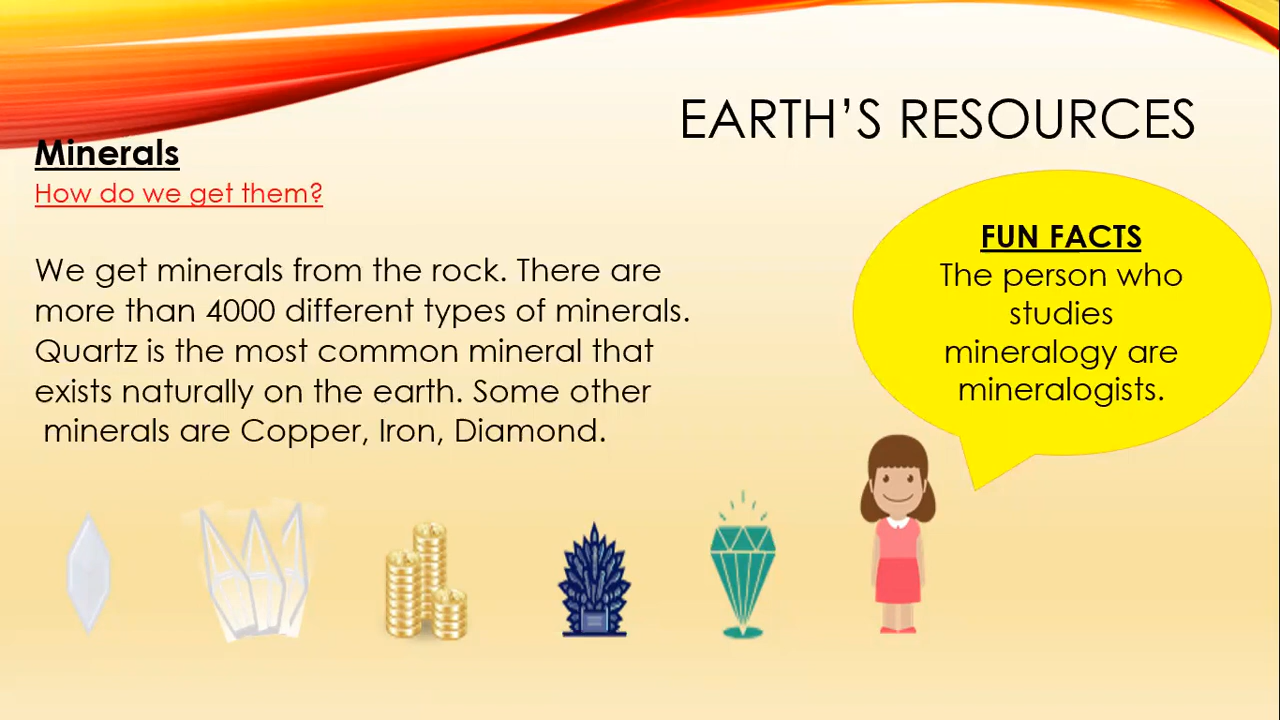 EARTH'S RESOURCES
Minerals
How do we get them?
We get minerals from the rock. There are
more than 4000 different types of minerals.
Quartz is the most common mineral that
exists naturally on the earth. Some other
minerals are Copper, Iron, Diamond.
FUN FACTS
The person who
studies
mineralogy are
mineralogists.